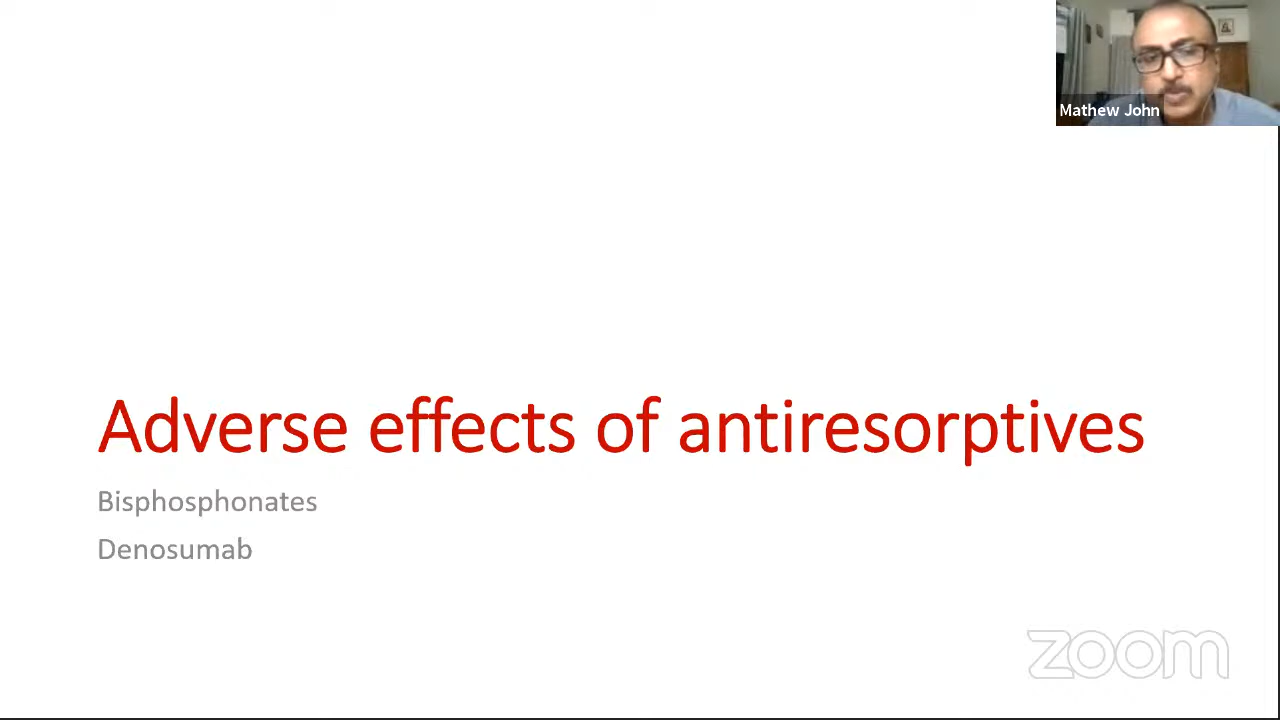 Mathew John
Adverse effects of antiresorptives
Bisphosphonates
Denosumab
zoom